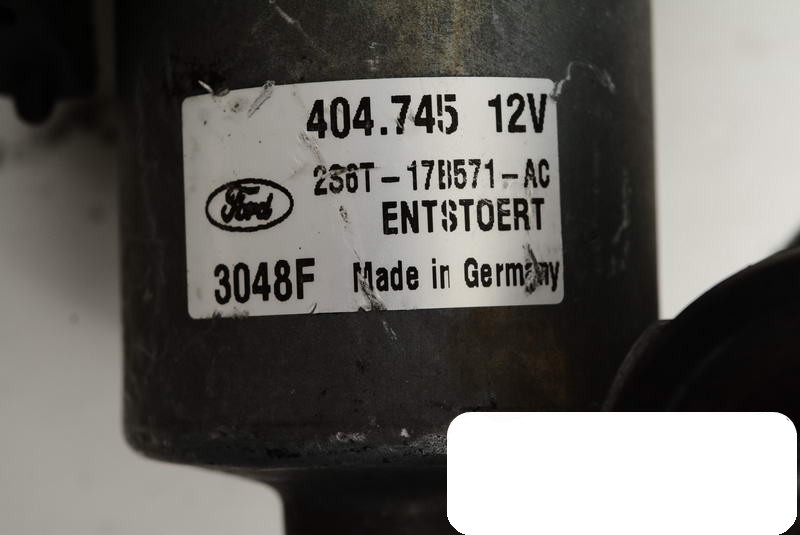 404.745 12V
2S6T-17B571-AC
Ford
ENTSTOERT
3048F Made in Germany